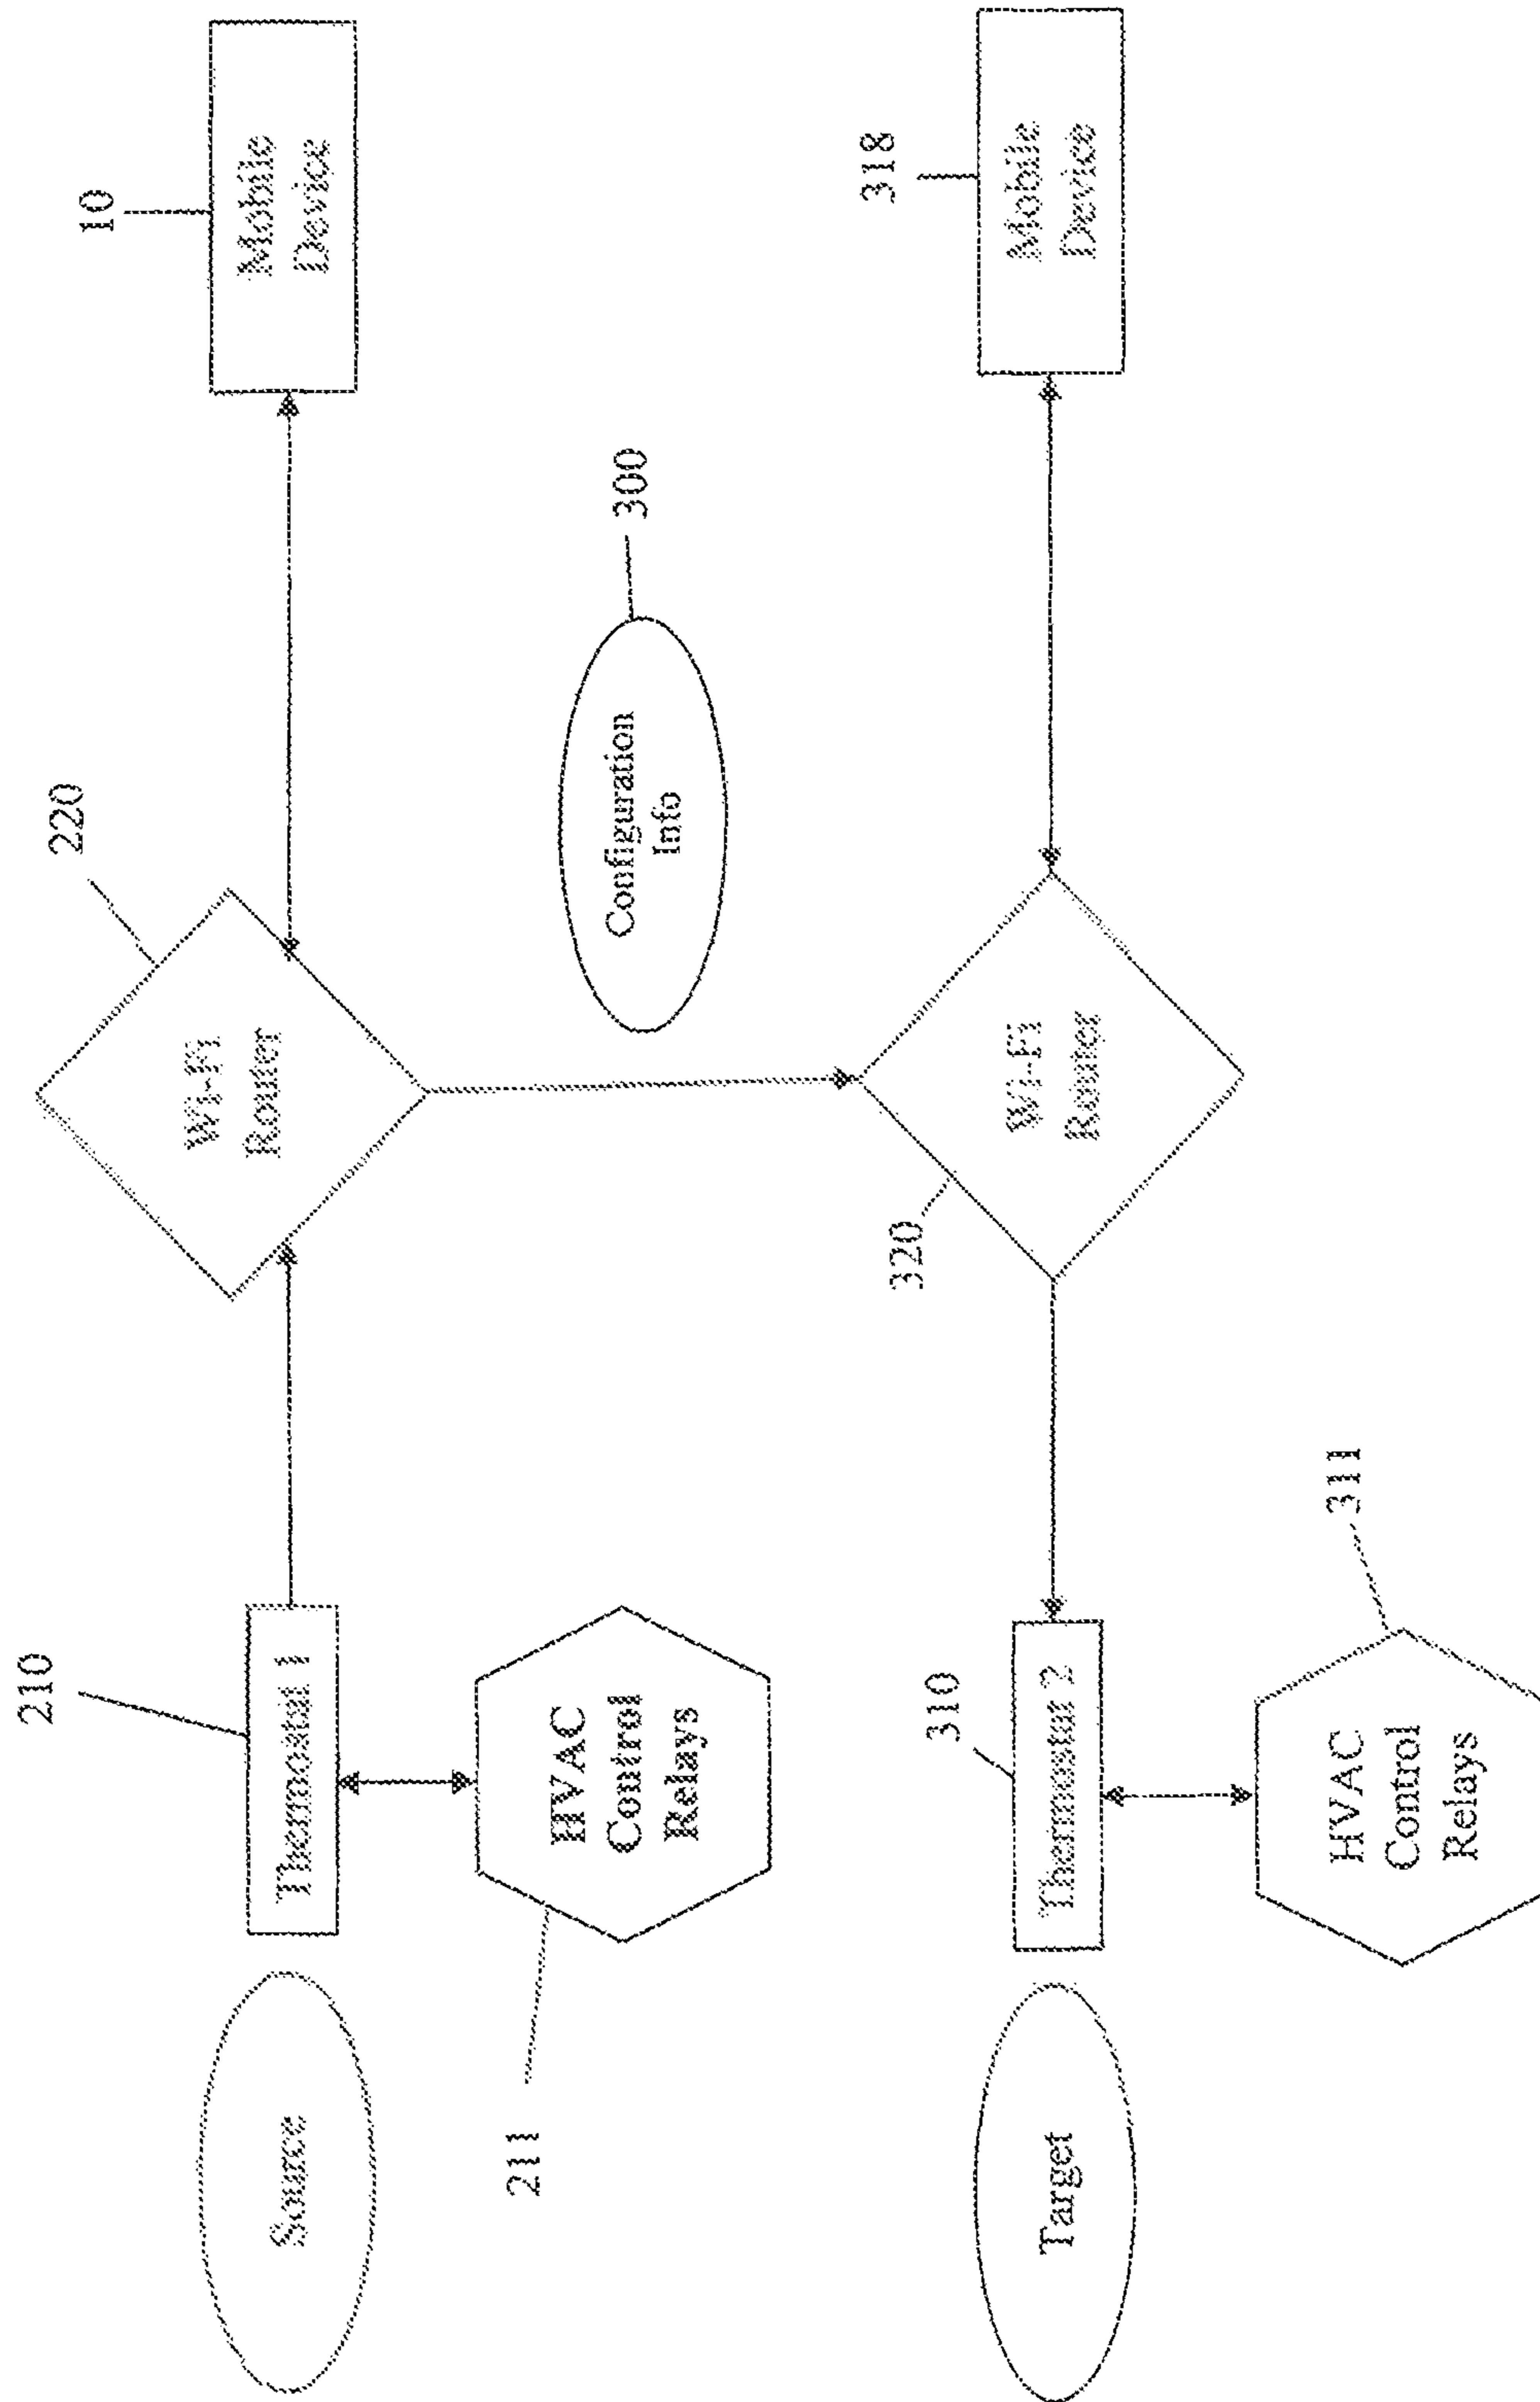 Source
210
Thermostat 1
220
Wi-Fi
Router
10
Mobile
Device
211
HVAC
Control
Relays
Configuration
Info
300
Target
310
Thermostat 2
320
Wi-Fi
Router
318
Mobile
Device
HVAC
Control
Relays
311